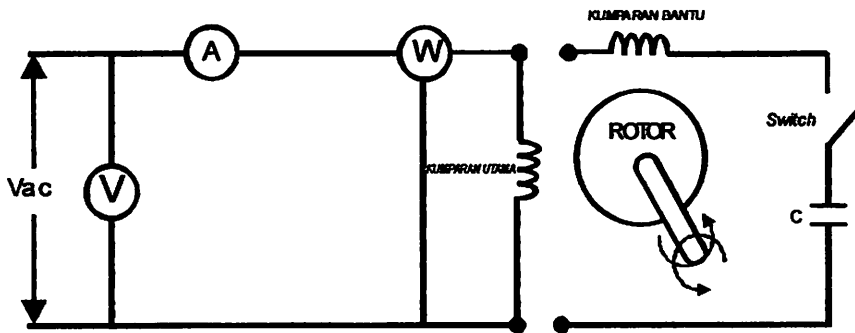 KUMPARAN BANTU
A
W
ROTOR
Switch
KUMPARAN UTAMA
Vac
V
C